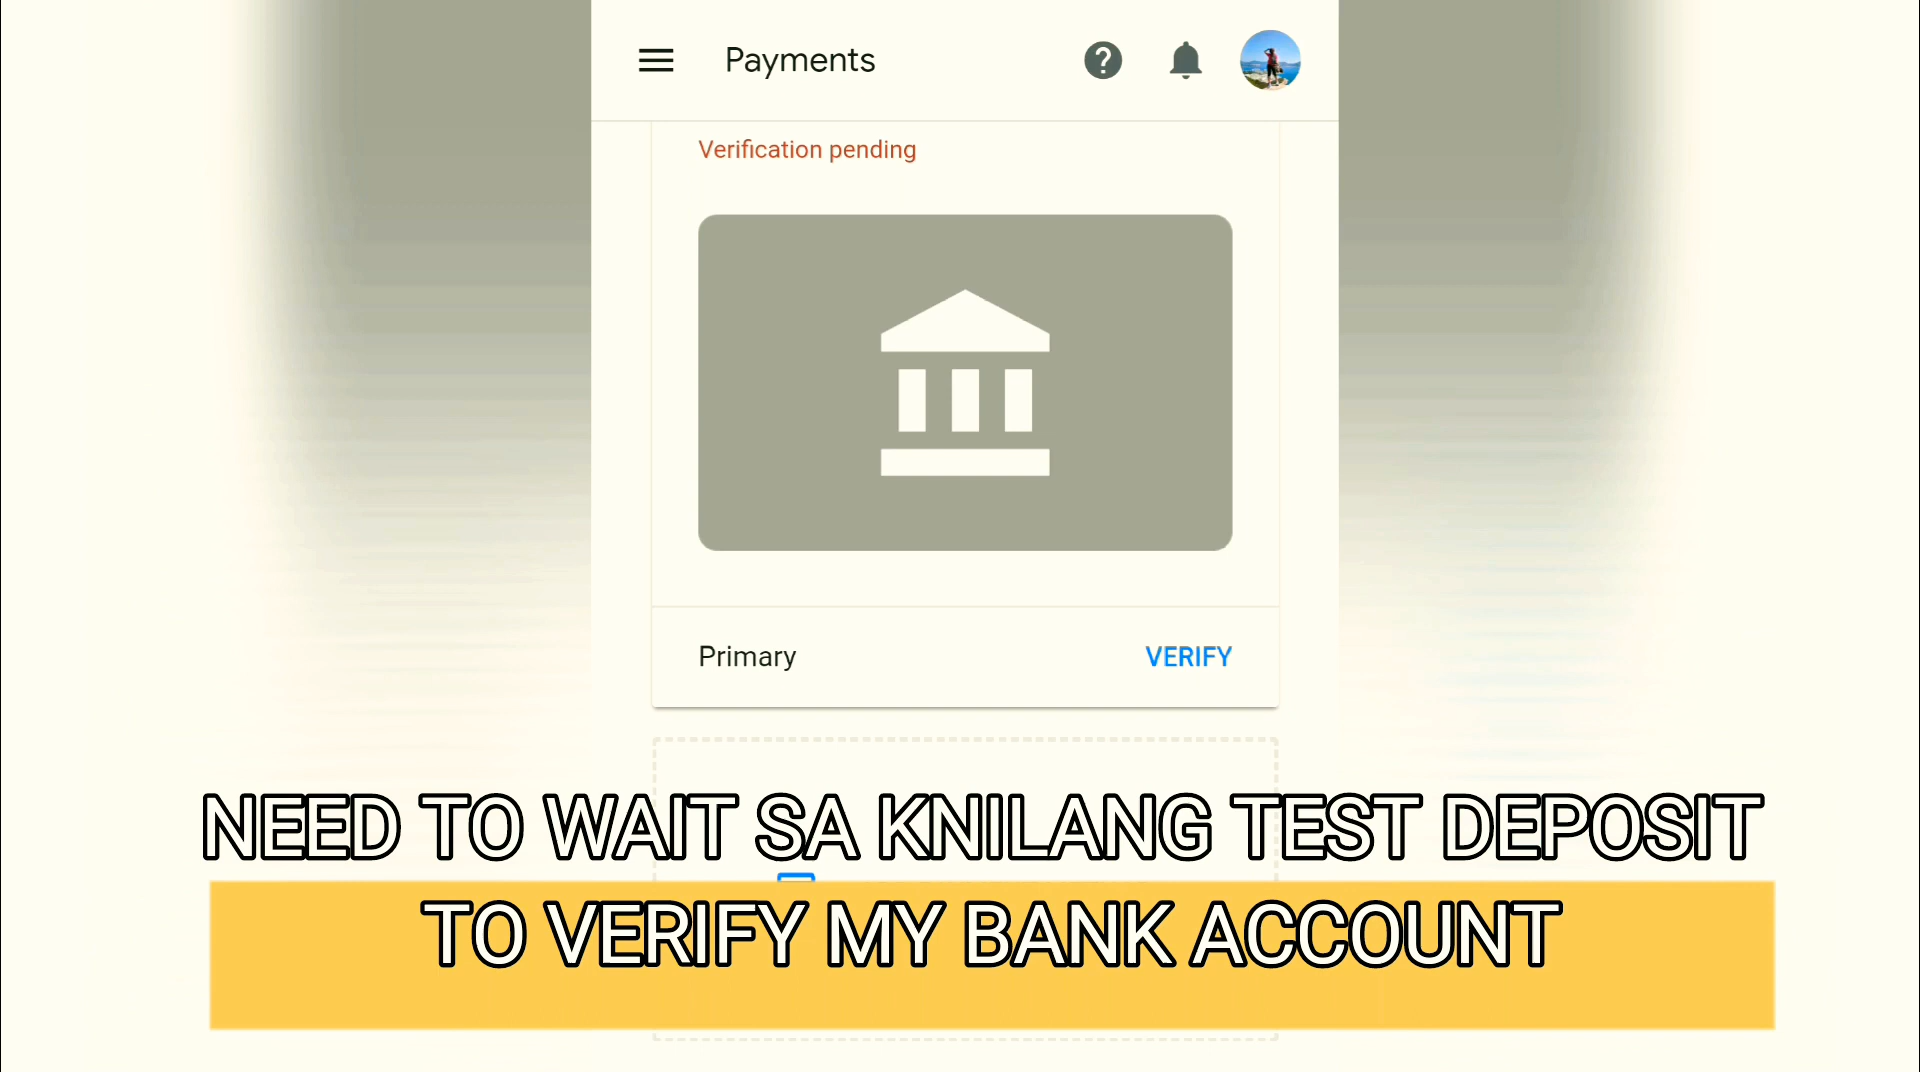 Payments
Verification pending
Primary VERIFY
NEED TO WAIT SA KNILANG TEST DEPOSIT
TO VERIFY MY BANK ACCOUNT